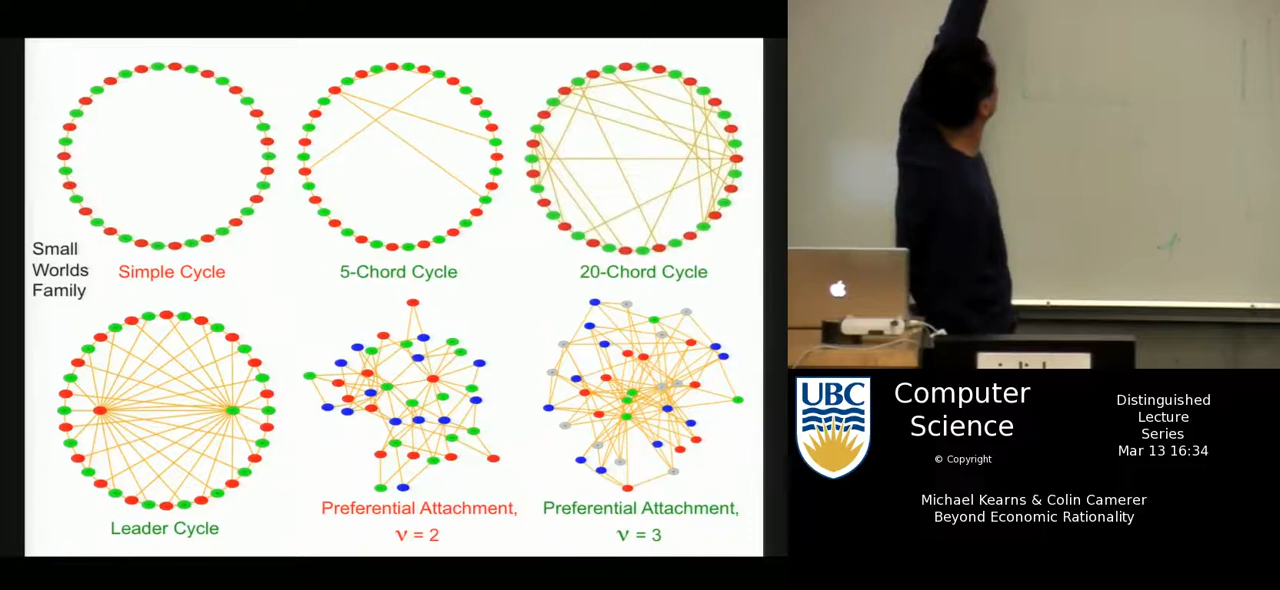 Small
Worlds
Family
Simple Cycle
5-Chord Cycle
20-Chord Cycle
Leader Cycle
Preferential Attachment,
ν = 2
Preferential Attachment,
ν = 3
UBC
Computer
Science
© Copyright
Distinguished
Lecture
Series
Mar 13 16:34
Michael Kearns & Colin Camerer
Beyond Economic Rationality